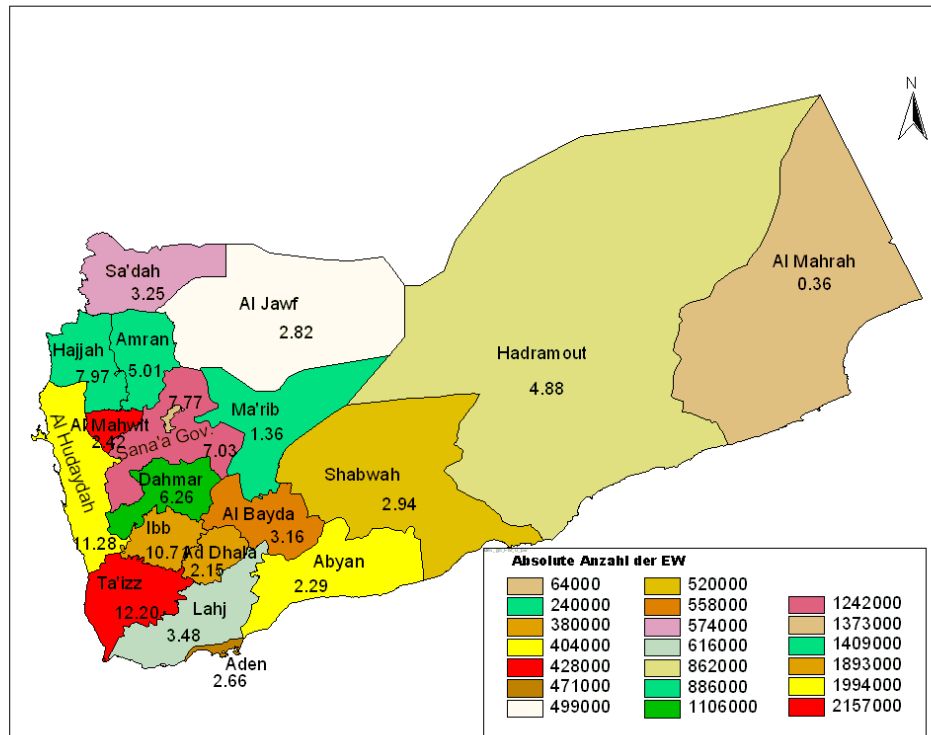 N
Sa'dah
3.25
Al Jawf
2.82
Al Mahrah
0.36
Hajjah
7.97
Amran
5.01
Hadramout
4.88
7.77
Ma'rib
1.36
Al Mahwit
2.42
Sana'a Gov.
7.03
Al Hudaydah
11.28
Dahmar
6.26
Shabwah
2.94
Al Bayda
3.16
Ibb
10.71
Ad Dhala
2.15
Abyan
2.29
Ta'izz
12.20
Lahj
3.48
Aden
2.66
Absolute Anzahl der EW
64000
240000
380000
404000
428000
471000
499000
520000
558000
574000
616000
862000
886000
1106000
1242000
1373000
1409000
1893000
1994000
2157000